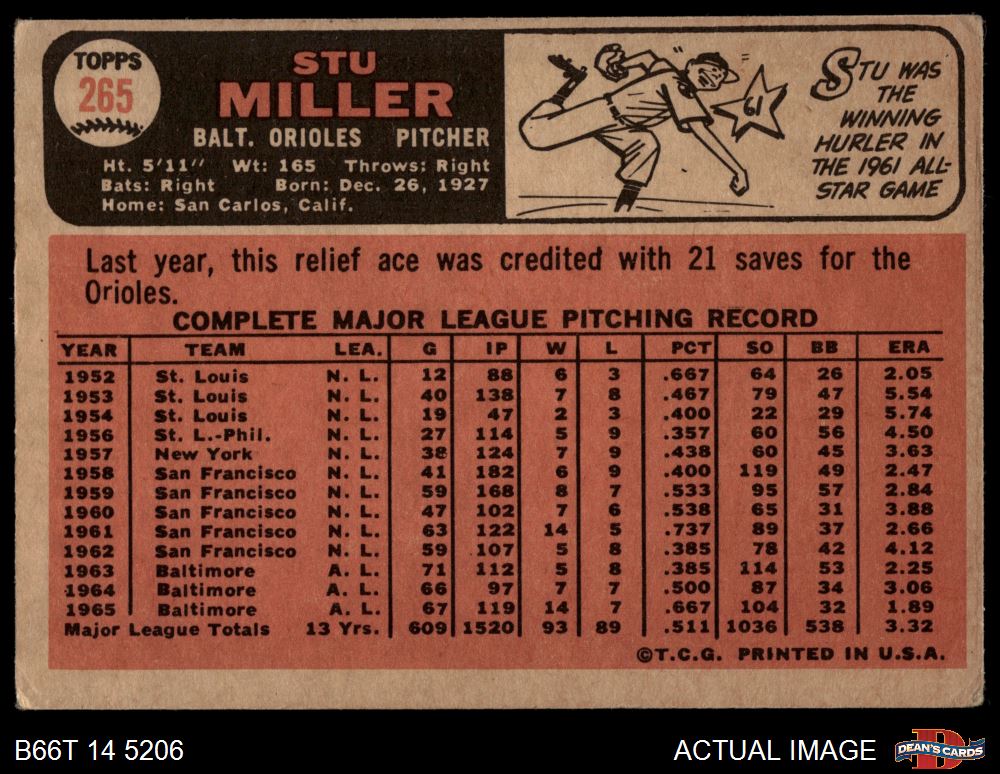 TOPPS
265
STU
MILLER
BALT. ORIOLES PITCHER
Ht. 5'11" Wt: 165 Throws: Right
Bats: Right Born: Dec. 26, 1927
Home: San Carlos, Calif.
61
STU WAS
THE
WINNING
HURLER IN
THE 1961 ALL-
STAR GAME
Last year, this relief ace was credited with 21 saves for the
Orioles.
COMPLETE MAJOR LEAGUE PITCHING RECORD
YEAR TEAM LEA. G IP W L PCT SO BB ERA
1952 St. Louis N. L. 12 88 6 3 .667 64 26 2.05
1953 St. Louis N. L. 40 138 7 8 .467 79 47 5.54
1954 St. Louis N. L. 19 47 2 3 .400 22 29 5.74
1956 St. L.-Phil. N. L. 27 114 5 9 .357 60 56 4.50
1957 New York N. L. 38 124 7 9 .438 60 45 3.63
1958 San Francisco N. L. 41 182 6 9 .400 119 49 2.47
1959 San Francisco N. L. 59 168 8 7 .533 95 57 2.84
1960 San Francisco N. L. 47 102 7 6 .538 65 31 3.88
1961 San Francisco N. L. 63 122 14 5 .737 89 37 2.66
1962 San Francisco N. L. 59 107 5 8 .385 78 42 4.12
1963 Baltimore A. L. 71 112 5 8 .385 114 53 2.25
1964 Baltimore A. L. 66 97 7 7 .500 87 34 3.06
1965 Baltimore A. L. 67 119 14 7 .667 104 32 1.89
Major League Totals 13 Yrs. 609 1520 93 89 .511 1036 538 3.32
©T.C.G. PRINTED IN U.S.A.
B66T 14 5206
ACTUAL IMAGE
D
DEAN'S CARDS